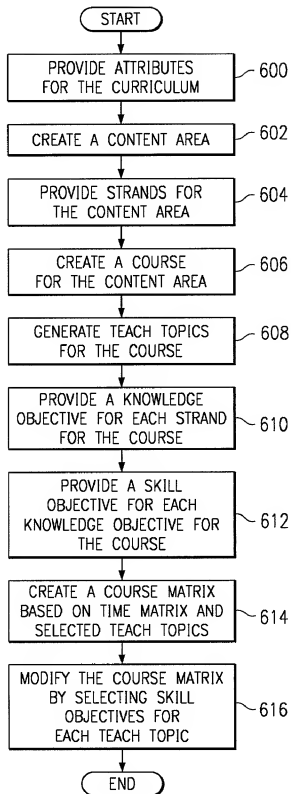 START
PROVIDE ATTRIBUTES
FOR THE CURRICULUM
600
CREATE A CONTENT AREA
602
PROVIDE STRANDS FOR
THE CONTENT AREA
604
CREATE A COURSE
FOR THE CONTENT AREA
606
GENERATE TEACH TOPICS
FOR THE COURSE
608
PROVIDE A KNOWLEDGE
OBJECTIVE FOR EACH STRAND
FOR THE COURSE
610
PROVIDE A SKILL
OBJECTIVE FOR EACH
KNOWLEDGE OBJECTIVE FOR
THE COURSE
612
CREATE A COURSE MATRIX
BASED ON TIME MATRIX AND
SELECTED TEACH TOPICS
614
MODIFY THE COURSE MATRIX
BY SELECTING SKILL
OBJECTIVES FOR
EACH TEACH TOPIC
616
END